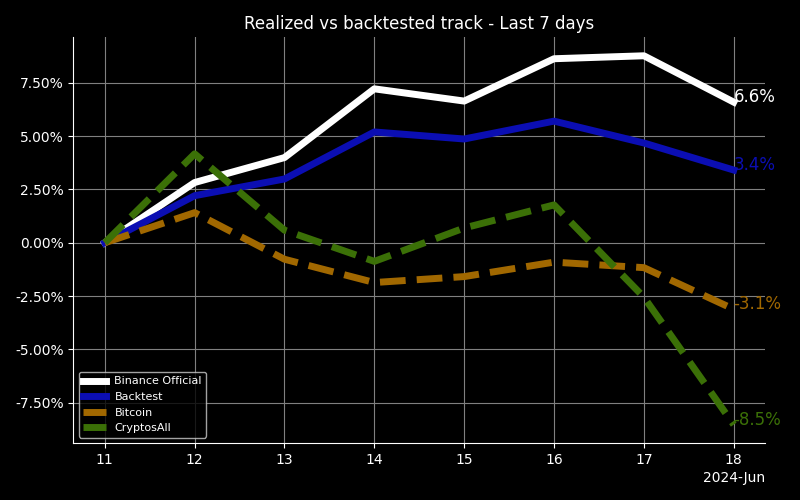 Realized vs backtested track - Last 7 days
7.50%
5.00%
2.50%
0.00%
-2.50%
-5.00%
-7.50%
6.6%
3.4%
-3.1%
-8.5%
Binance Official
Backtest
Bitcoin
CryptosAll
11 12 13 14 15 16 17 18
2024-Jun